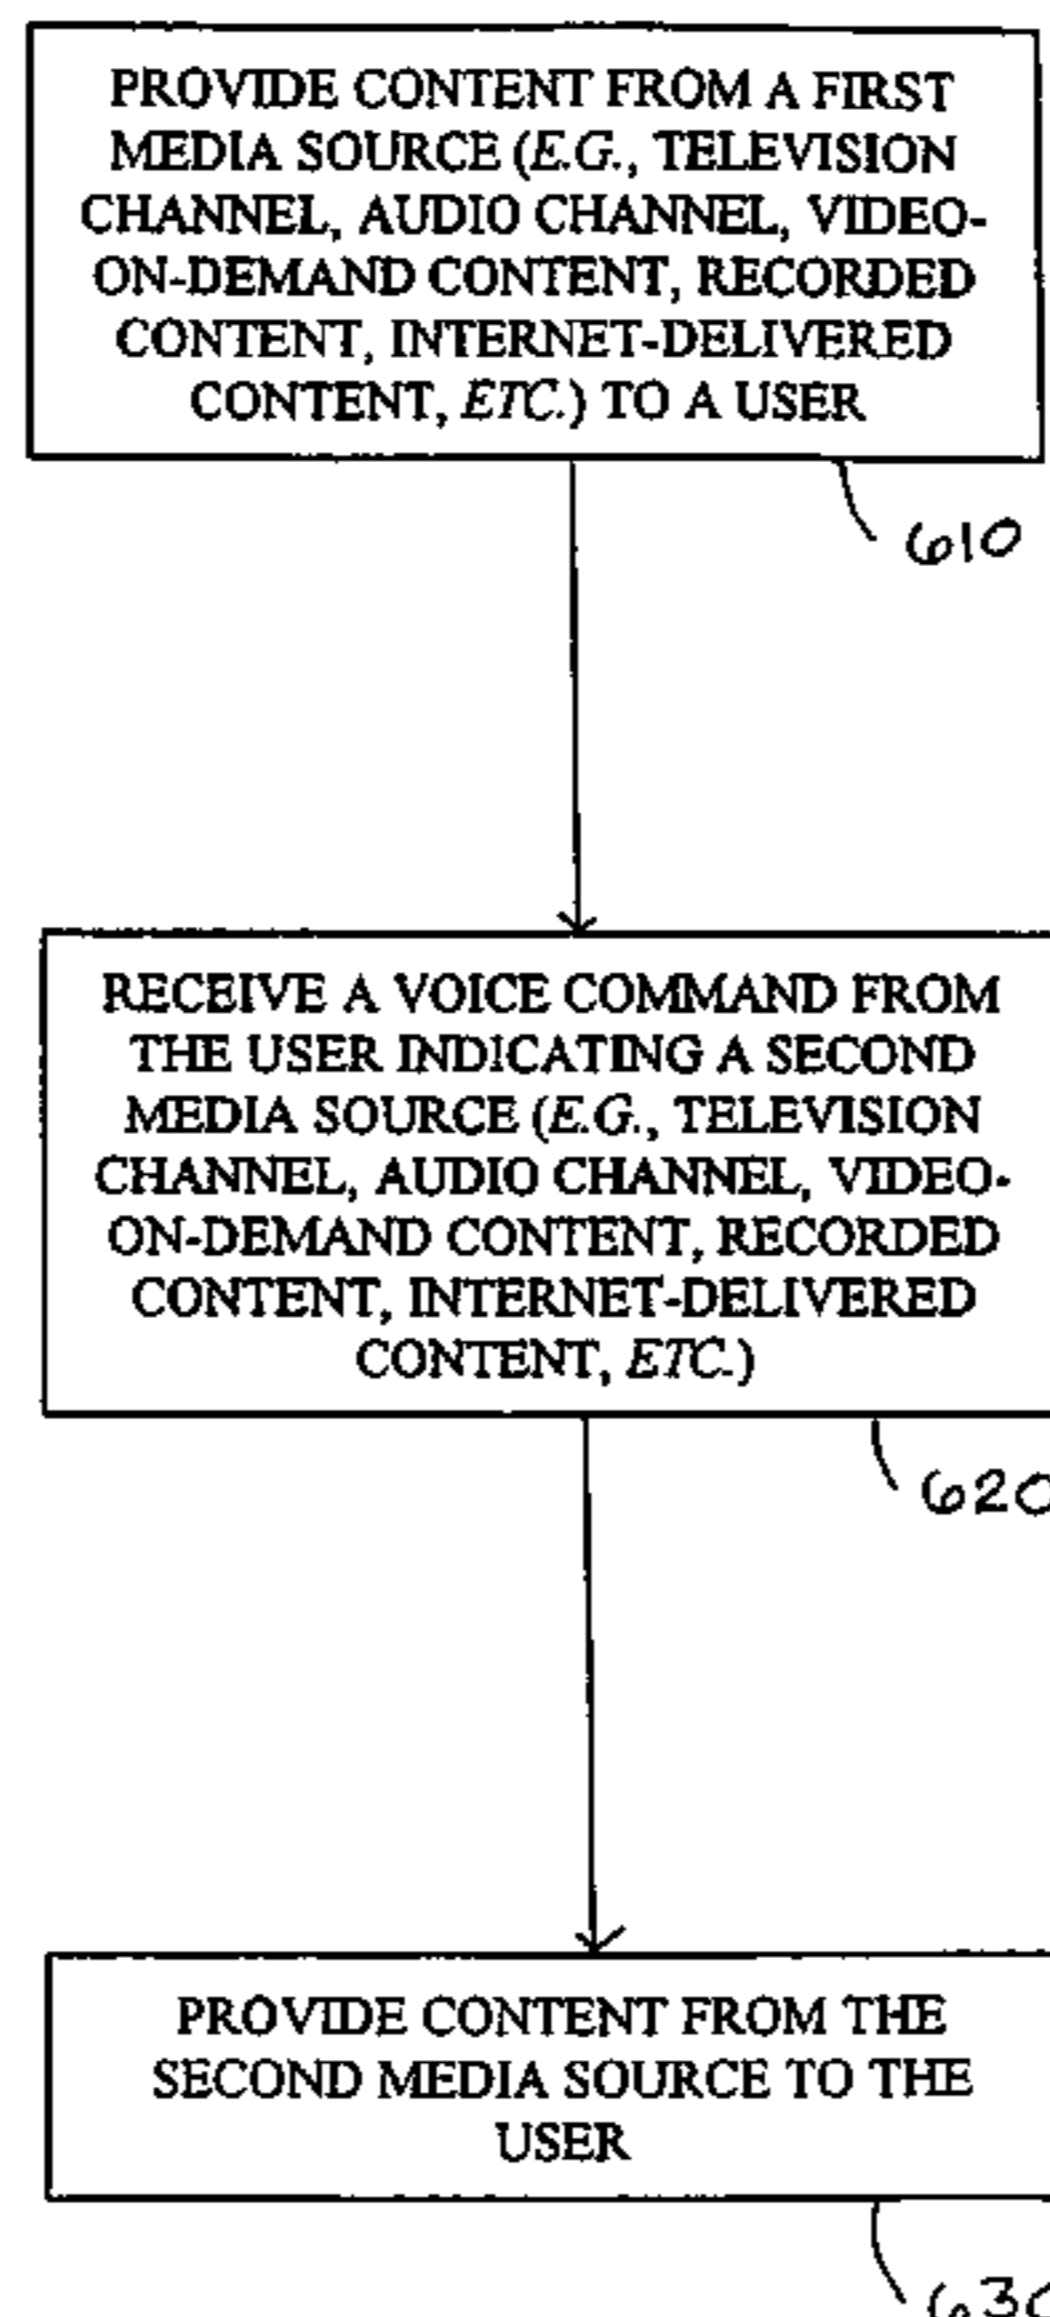 PROVIDE CONTENT FROM A FIRST
MEDIA SOURCE (E.G., TELEVISION
CHANNEL, AUDIO CHANNEL, VIDEO-
ON-DEMAND CONTENT, RECORDED
CONTENT, INTERNET-DELIVERED
CONTENT, ETC.) TO A USER
610
RECEIVE A VOICE COMMAND FROM
THE USER INDICATING A SECOND
MEDIA SOURCE (E.G., TELEVISION
CHANNEL, AUDIO CHANNEL, VIDEO-
ON-DEMAND CONTENT, RECORDED
CONTENT, INTERNET-DELIVERED
CONTENT, ETC.)
620
PROVIDE CONTENT FROM THE
SECOND MEDIA SOURCE TO THE
USER
630